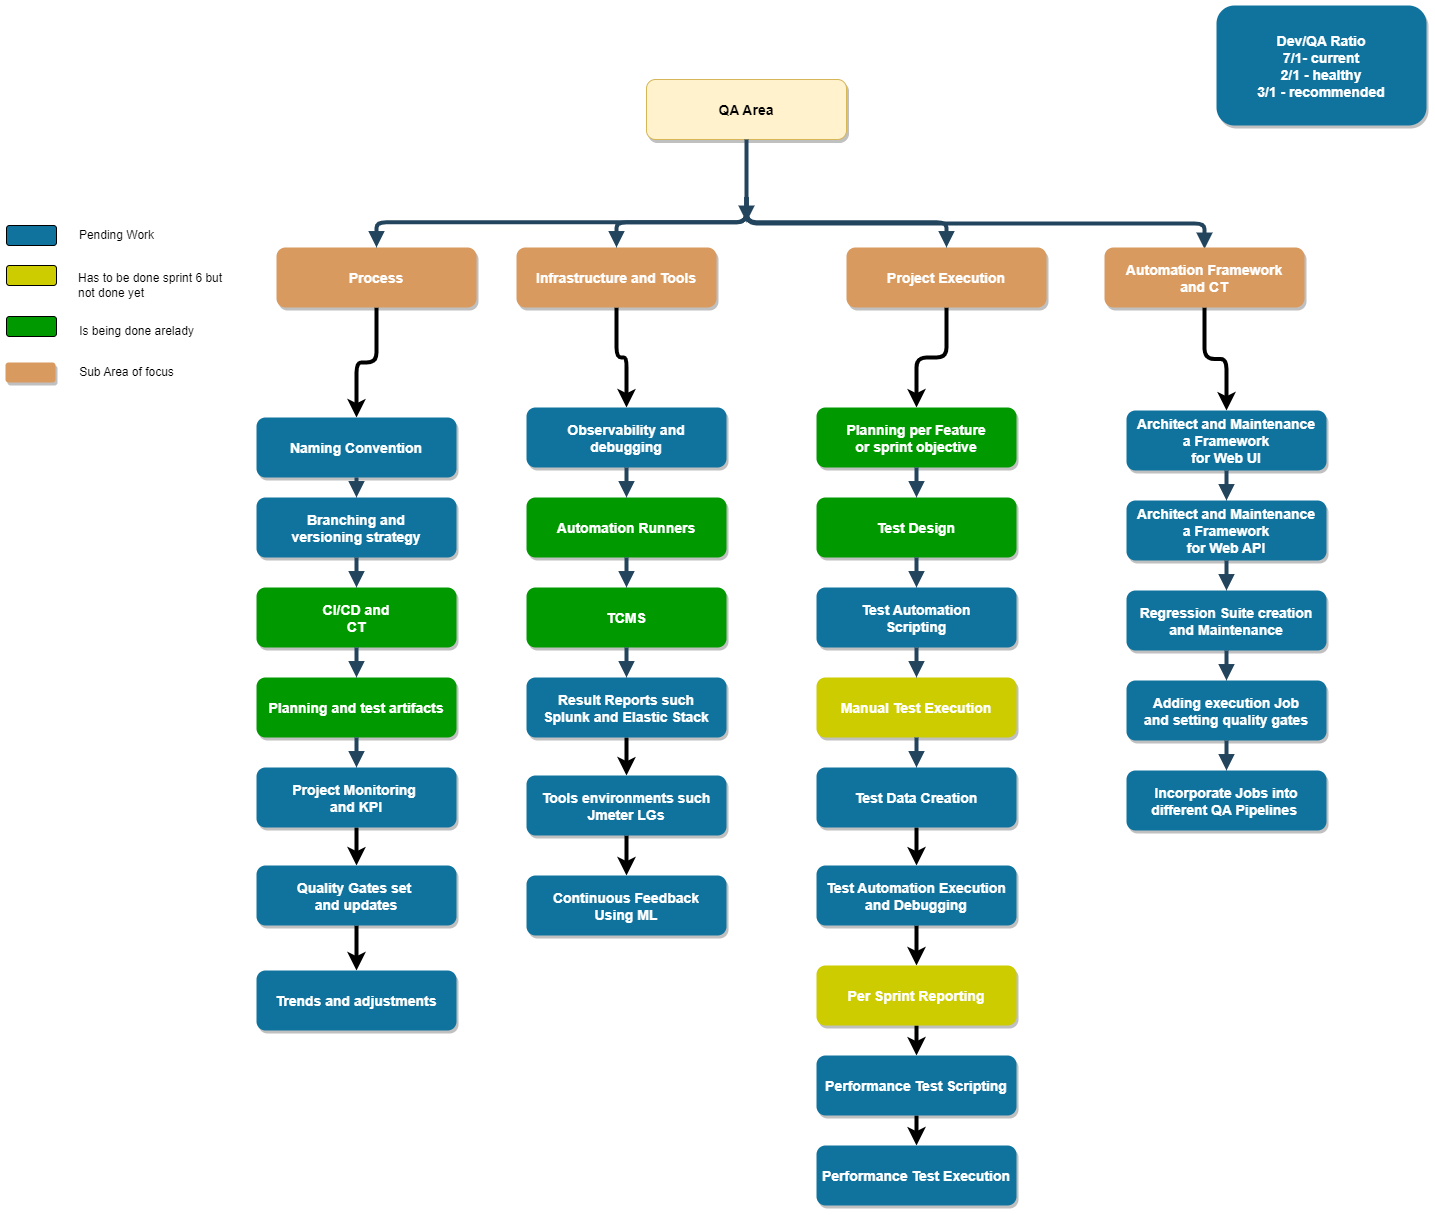 Dev/QA Ratio
7/1- current
2/1 - healthy
3/1 - recommended
QA Area
Pending Work
Has to be done sprint 6 but
not done yet
Is being done arelady
Sub Area of focus
Process
Infrastructure and Tools
Project Execution
Automation Framework
and CT
Naming Convention
Branching and
versioning strategy
CI/CD and
CT
Planning and test artifacts
Project Monitoring
and KPI
Quality Gates set
and updates
Trends and adjustments
Observability and
debugging
Automation Runners
TCMS
Result Reports such
Splunk and Elastic Stack
Tools environments such
Jmeter LGs
Continuous Feedback
Using ML
Planning per Feature
or sprint objective
Test Design
Test Automation
Scripting
Manual Test Execution
Test Data Creation
Test Automation Execution
and Debugging
Per Sprint Reporting
Performance Test Scripting
Performance Test Execution
Architect and Maintenance
a Framework
for Web UI
Architect and Maintenance
a Framework
for Web API
Regression Suite creation
and Maintenance
Adding execution Job
and setting quality gates
Incorporate Jobs into
different QA Pipelines